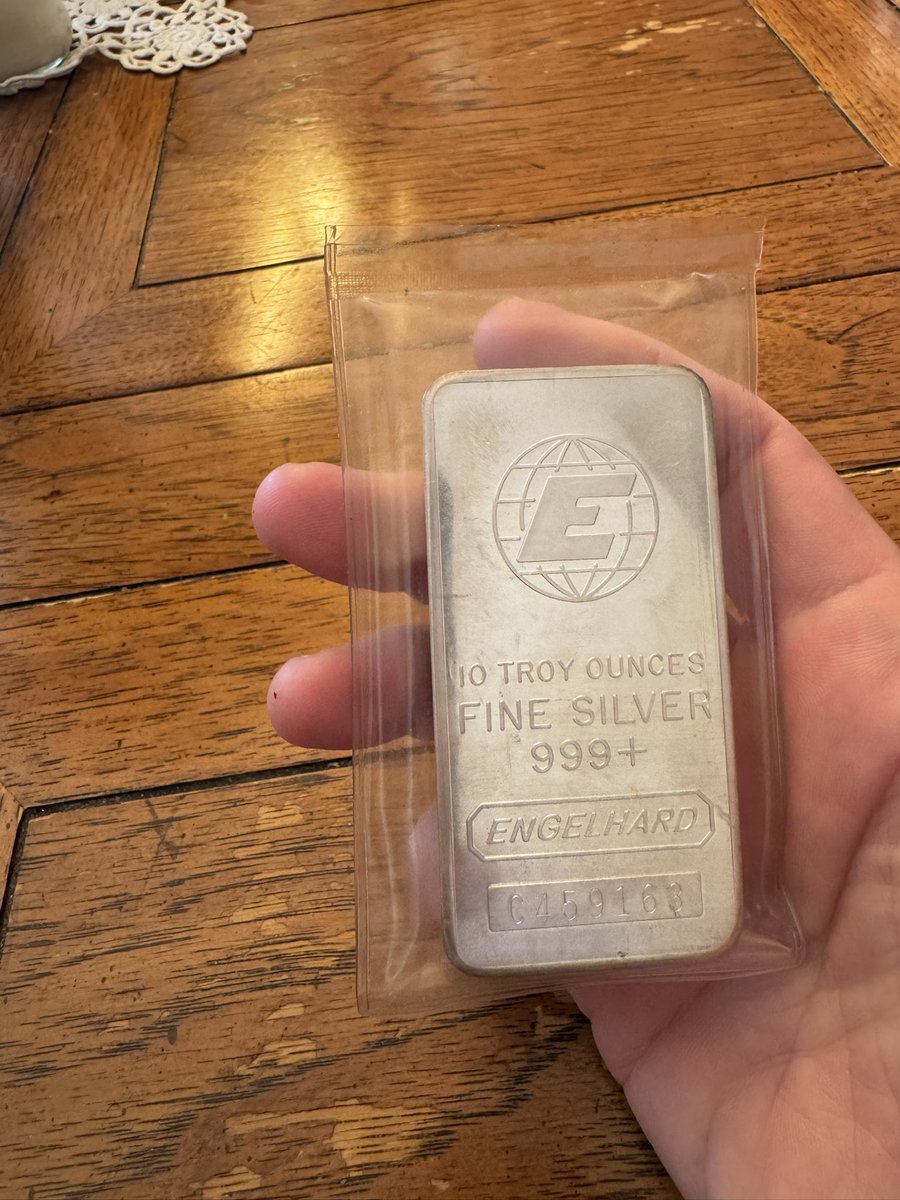 E
10 TROY OUNCES
FINE SILVER
999+
ENGELHARD
C459163